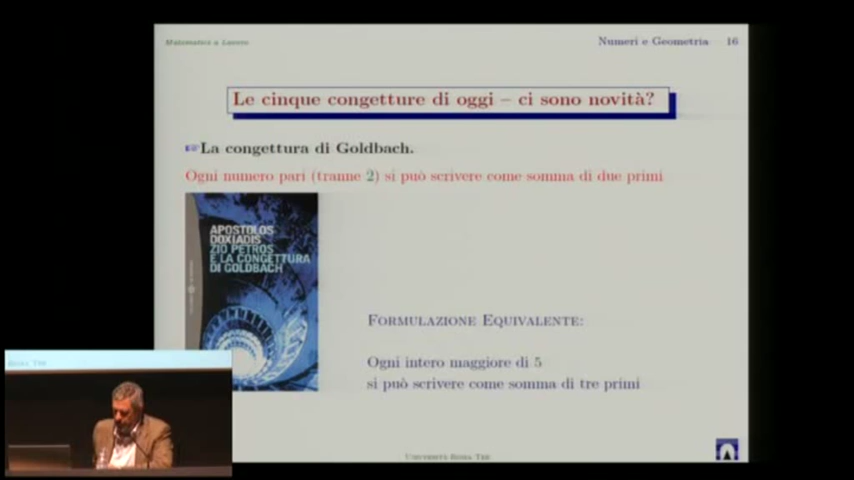 Matematica a Lavoro
Numeri e Geometria 16
Le cinque congetture di oggi – ci sono novità?
La congettura di Goldbach.
Ogni numero pari (tranne 2) si può scrivere come somma di due primi
APOSTOLOS
DOXIADIS
ZIO PETROS
E LA CONGETTURA
DI GOLDBACH
FORMULAZIONE EQUIVALENTE:
Ogni intero maggiore di 5
si può scrivere come somma di tre primi
ROMA TRE
UNIVERSITÀ ROMA TRE